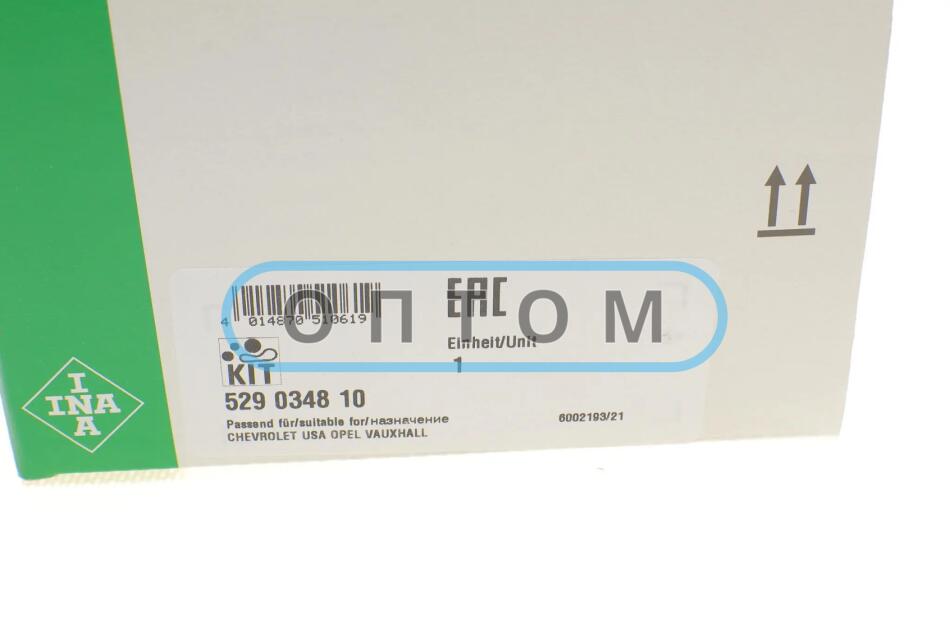 ОПТОМ
4 014870 510619
EAC
Einheit/Unit
1
KIT
529 0348 10
Passend für/suitable for/назначение
CHEVROLET USA OPEL VAUXHALL
6002193/21
I
INA
A